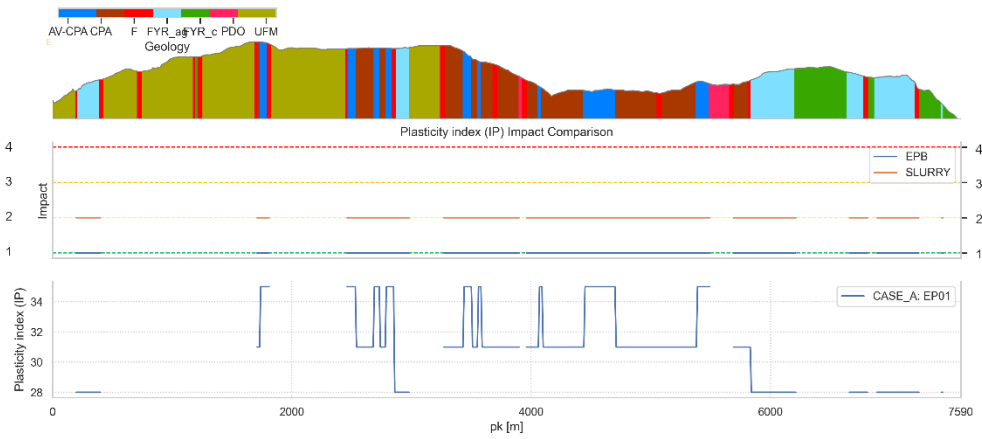 AV-CPA CPA F FYR_ag FYR_c PDO UFM
Geology
E
Plasticity index (IP) Impact Comparison
4 4
3 3
2 2
1 1
Impact
EPB
SLURRY
34
32
30
28
Plasticity index (IP)
CASE_A: EP01
0 2000 4000 6000 7590
pk [m]